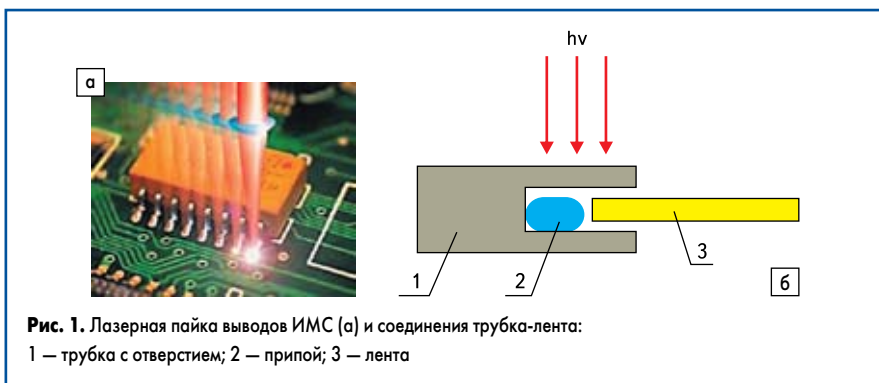 а
hν
1
2
3
б
Рис. 1. Лазерная пайка выводов ИМС (а) и соединения трубка-лента:
1 — трубка с отверстием; 2 — припой; 3 — лента